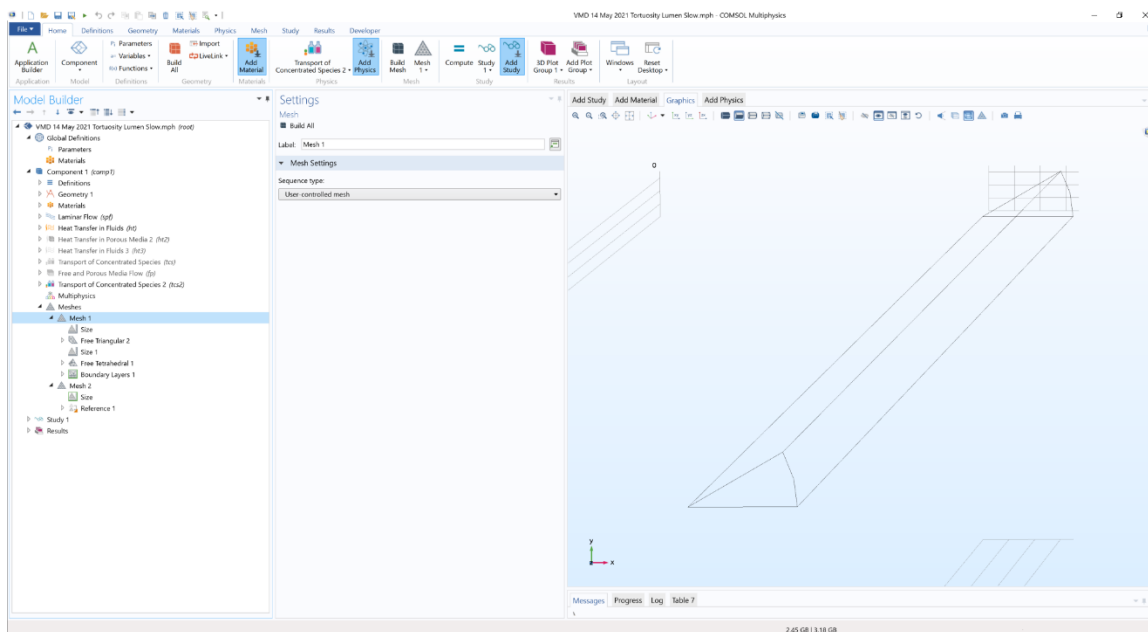 VMD 14 May 2021 Tortuosity Lumen Slow.mph - COMSOL Multiphysics
File Home Definitions Geometry Materials Physics Mesh Study Results Developer
Application Builder
Component
Pi Parameters
a= Variables
f(x) Functions
Build All
Import
LiveLink
Add Material
Transport of Concentrated Species 2
Add Physics
Build Mesh
Mesh 1
Compute
Study 1
Add Study
3D Plot Group 1
Add Plot Group
Windows
Reset Desktop
Application Model Definitions Geometry Materials Physics Mesh Study Results Layout
Model Builder
VMD 14 May 2021 Tortuosity Lumen Slow.mph (root)
Global Definitions
Pi Parameters
Materials
Component 1 (comp1)
Definitions
Geometry 1
Materials
Laminar Flow (spf)
Heat Transfer in Fluids (ht)
Heat Transfer in Porous Media 2 (ht2)
Heat Transfer in Fluids 3 (ht3)
Transport of Concentrated Species (tcs)
Free and Porous Media Flow (fp)
Transport of Concentrated Species 2 (tcs2)
Multiphysics
Meshes
Mesh 1
Size
Free Triangular 2
Size 1
Free Tetrahedral 1
Boundary Layers 1
Mesh 2
Size
Reference 1
Study 1
Results
Settings
Mesh
Build All
Label: Mesh 1
Mesh Settings
Sequence type:
User-controlled mesh
Add Study Add Material Graphics Add Physics
0
y
x
Messages Progress Log Table 7
2.45 GB | 3.18 GB